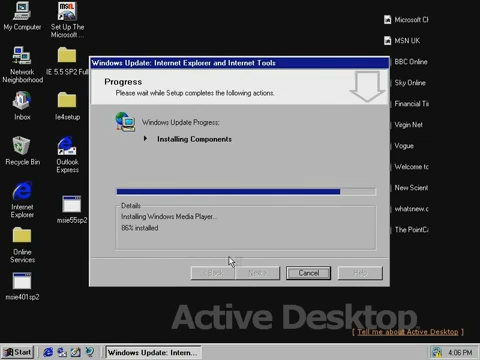 My Computer
Set Up The
Microsoft
Network
Neighborhood
IE 5.5 SP2 Full
Inbox
Ie4setup
Recycle Bin
Outlook
Express
Internet
Explorer
msie55sp2
Online
Services
msie401sp2
Windows Update: Internet Explorer and Internet Tools
Progress
Please wait while Setup completes the following actions.
Windows Update Progress:
Installing Components
Details
Installing Windows Media Player...
86% installed
< Back
Next >
Cancel
Help
Microsoft Ch
MSN UK
BBC Online
Sky Online
Financial Tim
Virgin Net
Vogue
Welcome to
New Scient
whatsnew.c
The PointCa
Active Desktop
[ Tell me about Active Desktop ]
Start
Windows Update: Intern...
4:06 PM